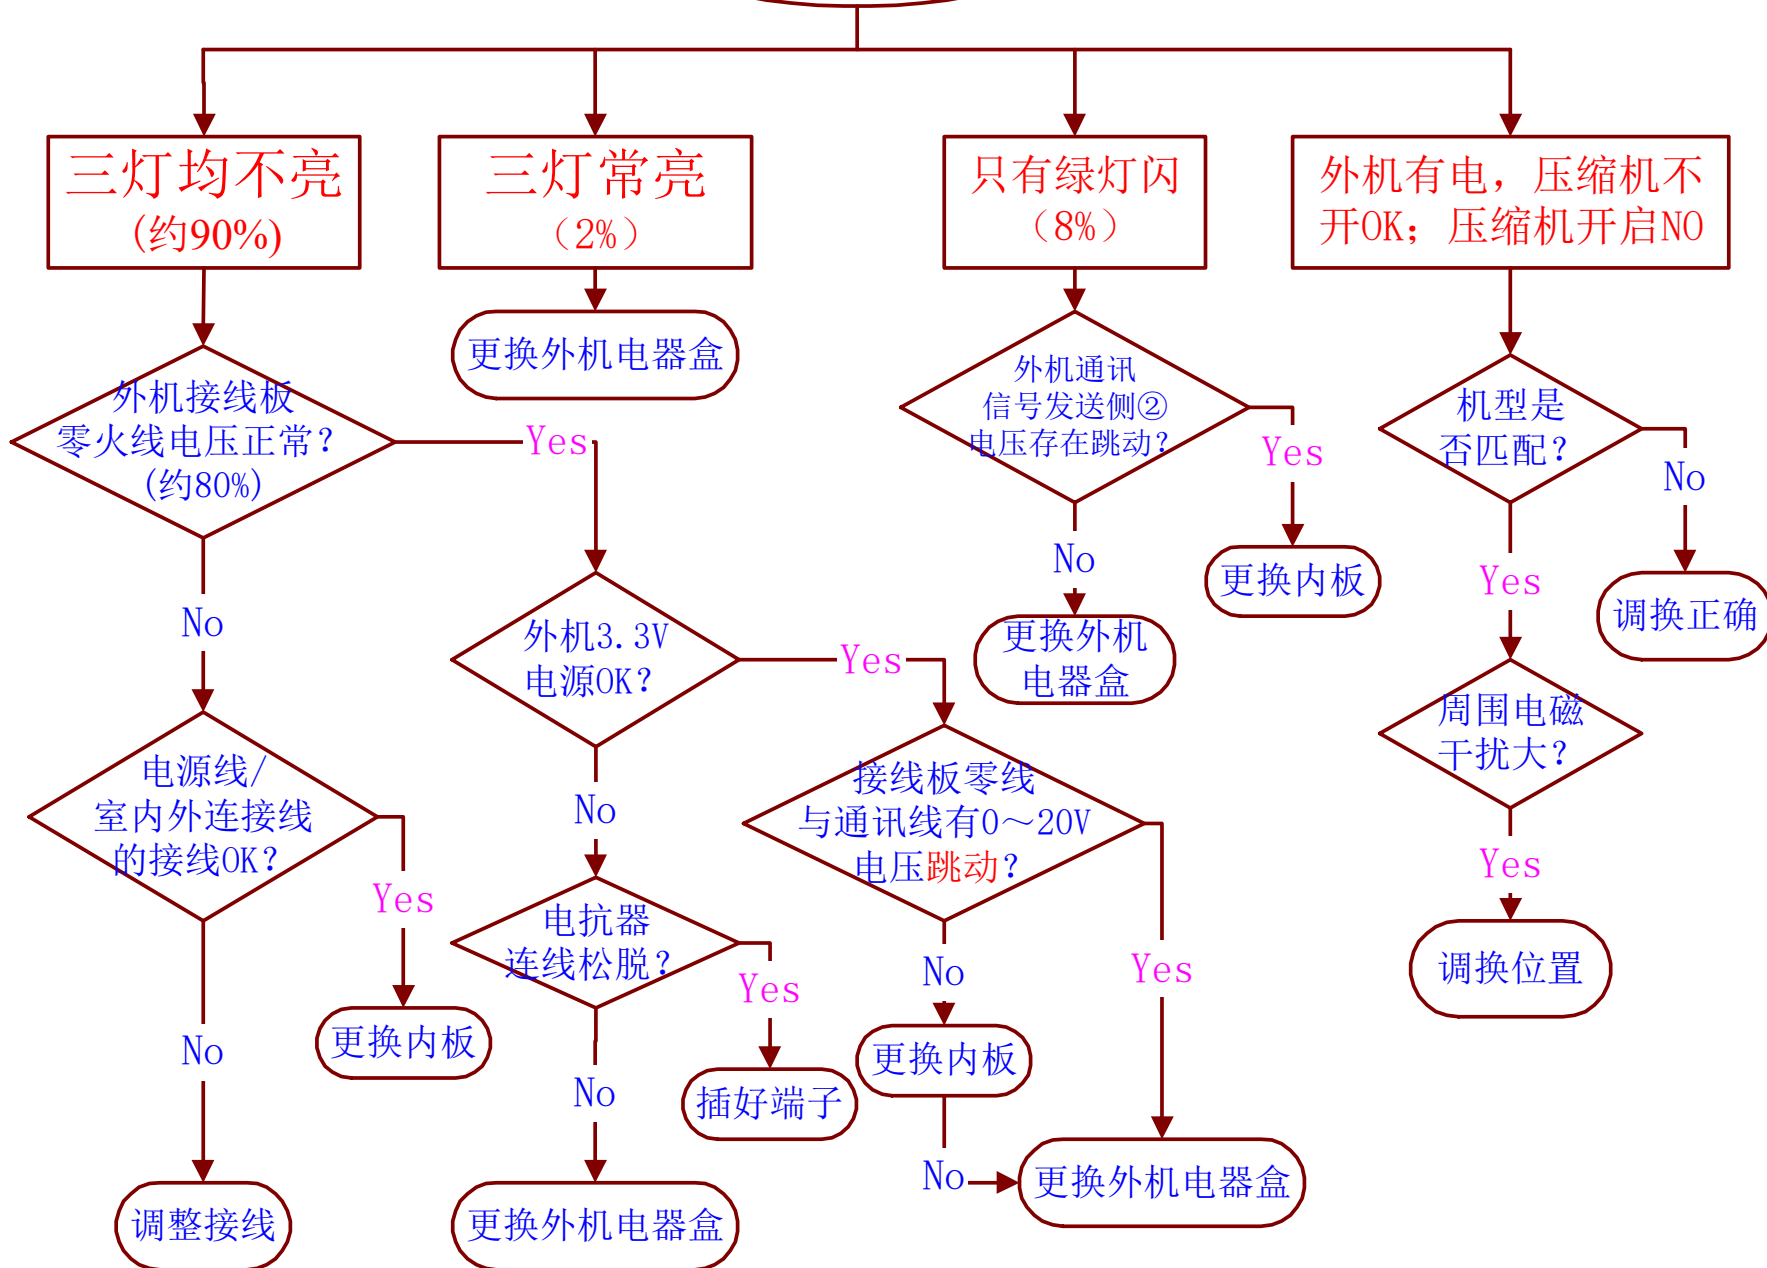 三灯均不亮
(约90%)
三灯常亮
（2%）
只有绿灯闪
（8%）
外机有电，压缩机不
开OK；压缩机开启NO
更换外机电器盒
外机接线板
零火线电压正常？
(约80%)
Yes
外机通讯
信号发送侧②
电压存在跳动？
Yes
机型是
否匹配？
No
No
更换内板
Yes
调换正确
No
外机3.3V
电源OK？
Yes
更换外机
电器盒
周围电磁
干扰大？
电源线/
室内外连接线
的接线OK？
No
接线板零线
与通讯线有0～20V
电压跳动？
Yes
Yes
电抗器
连线松脱？
Yes
No
Yes
调换位置
No
更换内板
No
插好端子
更换内板
No
更换外机电器盒
调整接线
更换外机电器盒